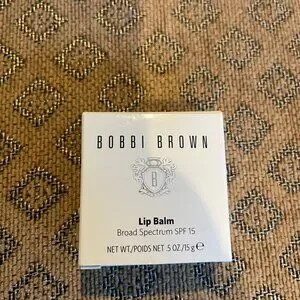 BOBBI BROWN
B
Lip Balm
Broad Spectrum SPF 15
NET WT./POIDS NET .5 OZ./15 g ℮